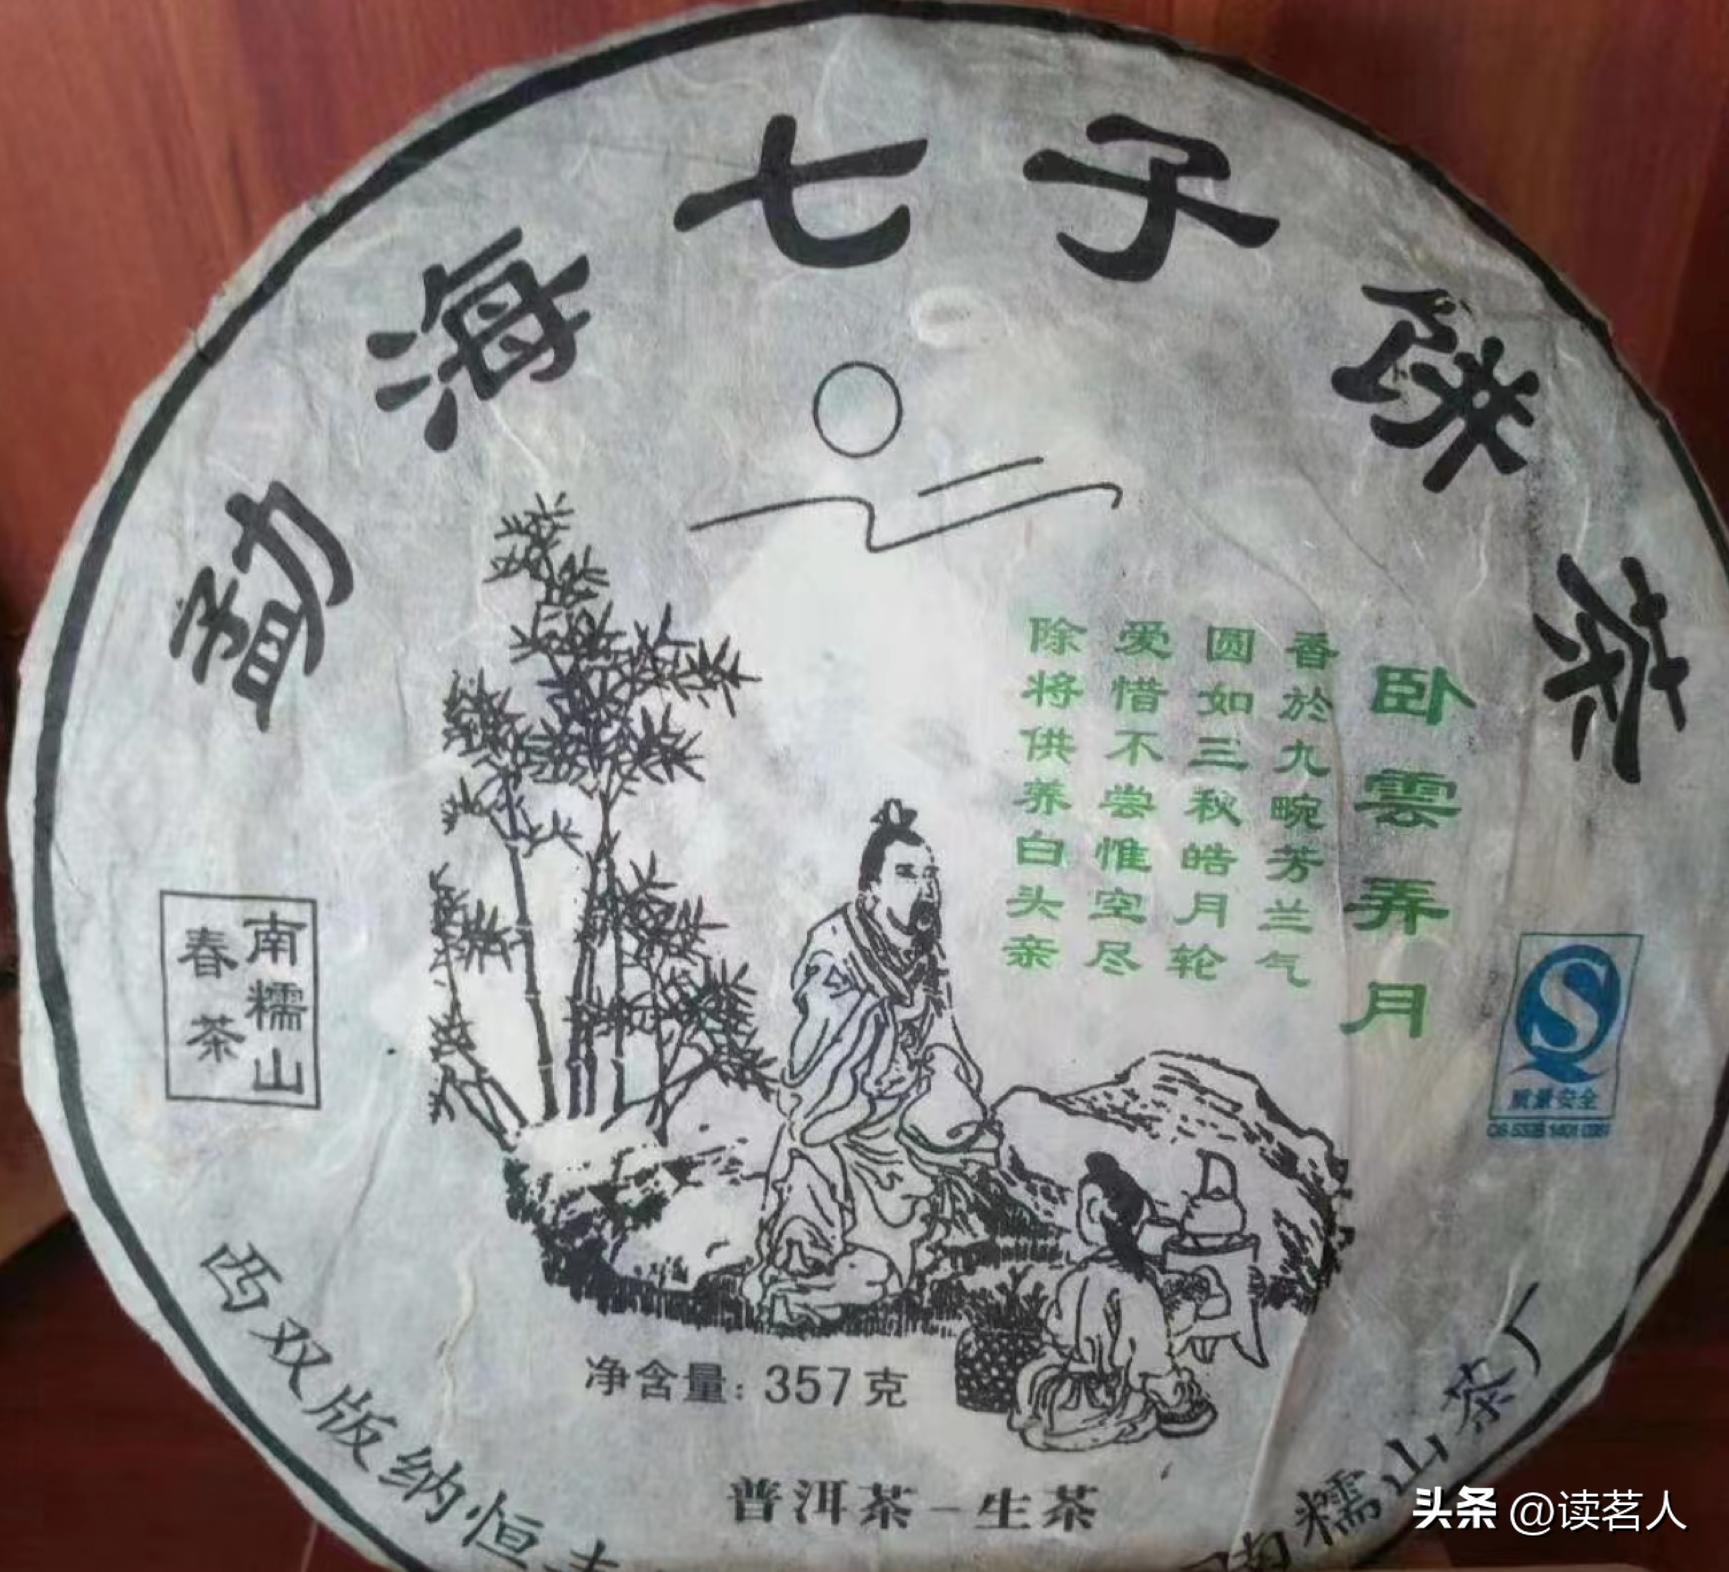 勐海七子饼茶
卧雲弄月
香於九畹芳兰气
圆如三秋皓月轮
爱惜不尝惟空尽
除将供养白头亲
南糯山
春茶
质量安全
净含量：357克
普洱茶－生茶
西双版纳恒
南糯山茶厂
头条 @读茗人